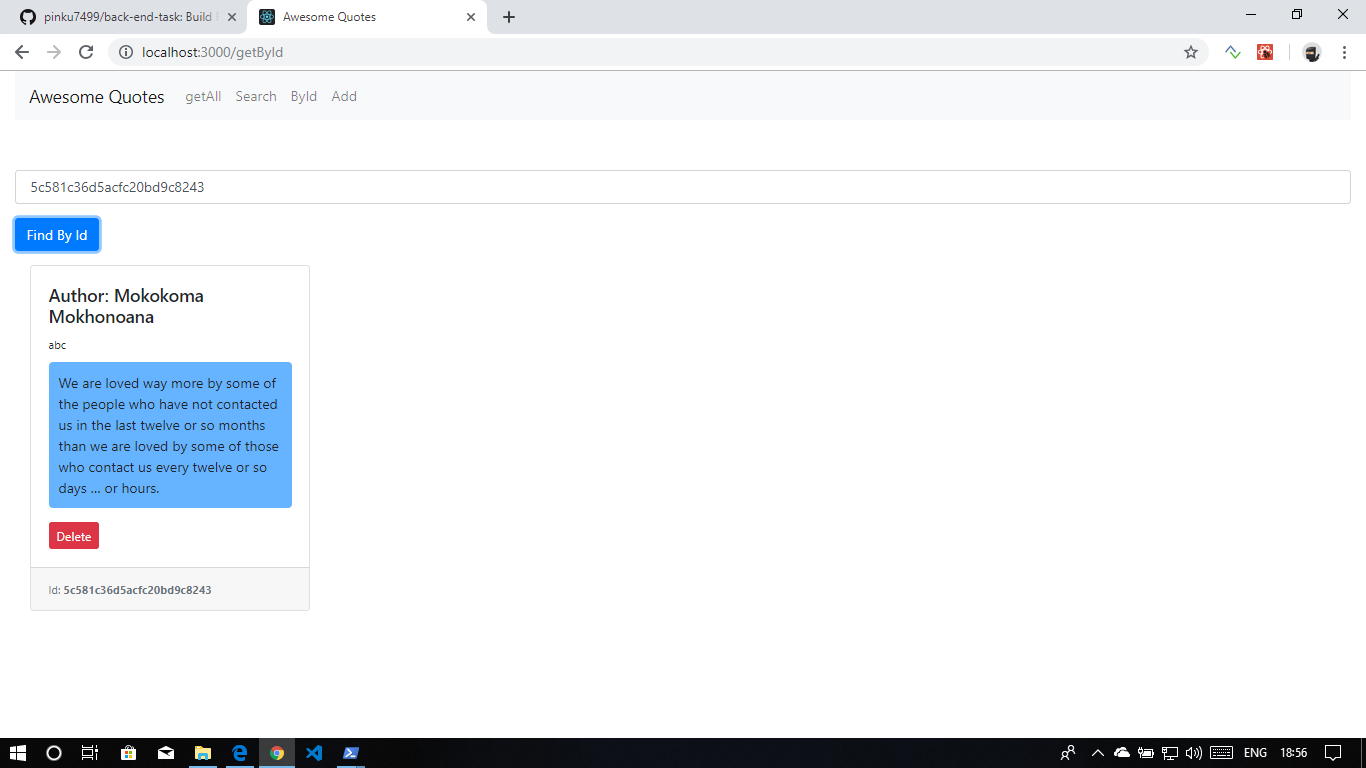 pinku7499/back-end-task: Build
Awesome Quotes
localhost:3000/getById
Awesome Quotes getAll Search ById Add
5c581c36d5acfc20bd9c8243
Find By Id
Author: Mokokoma
Mokhonoana
abc
We are loved way more by some of
the people who have not contacted
us in the last twelve or so months
than we are loved by some of those
who contact us every twelve or so
days ... or hours.
Delete
Id: 5c581c36d5acfc20bd9c8243
ENG 18:56